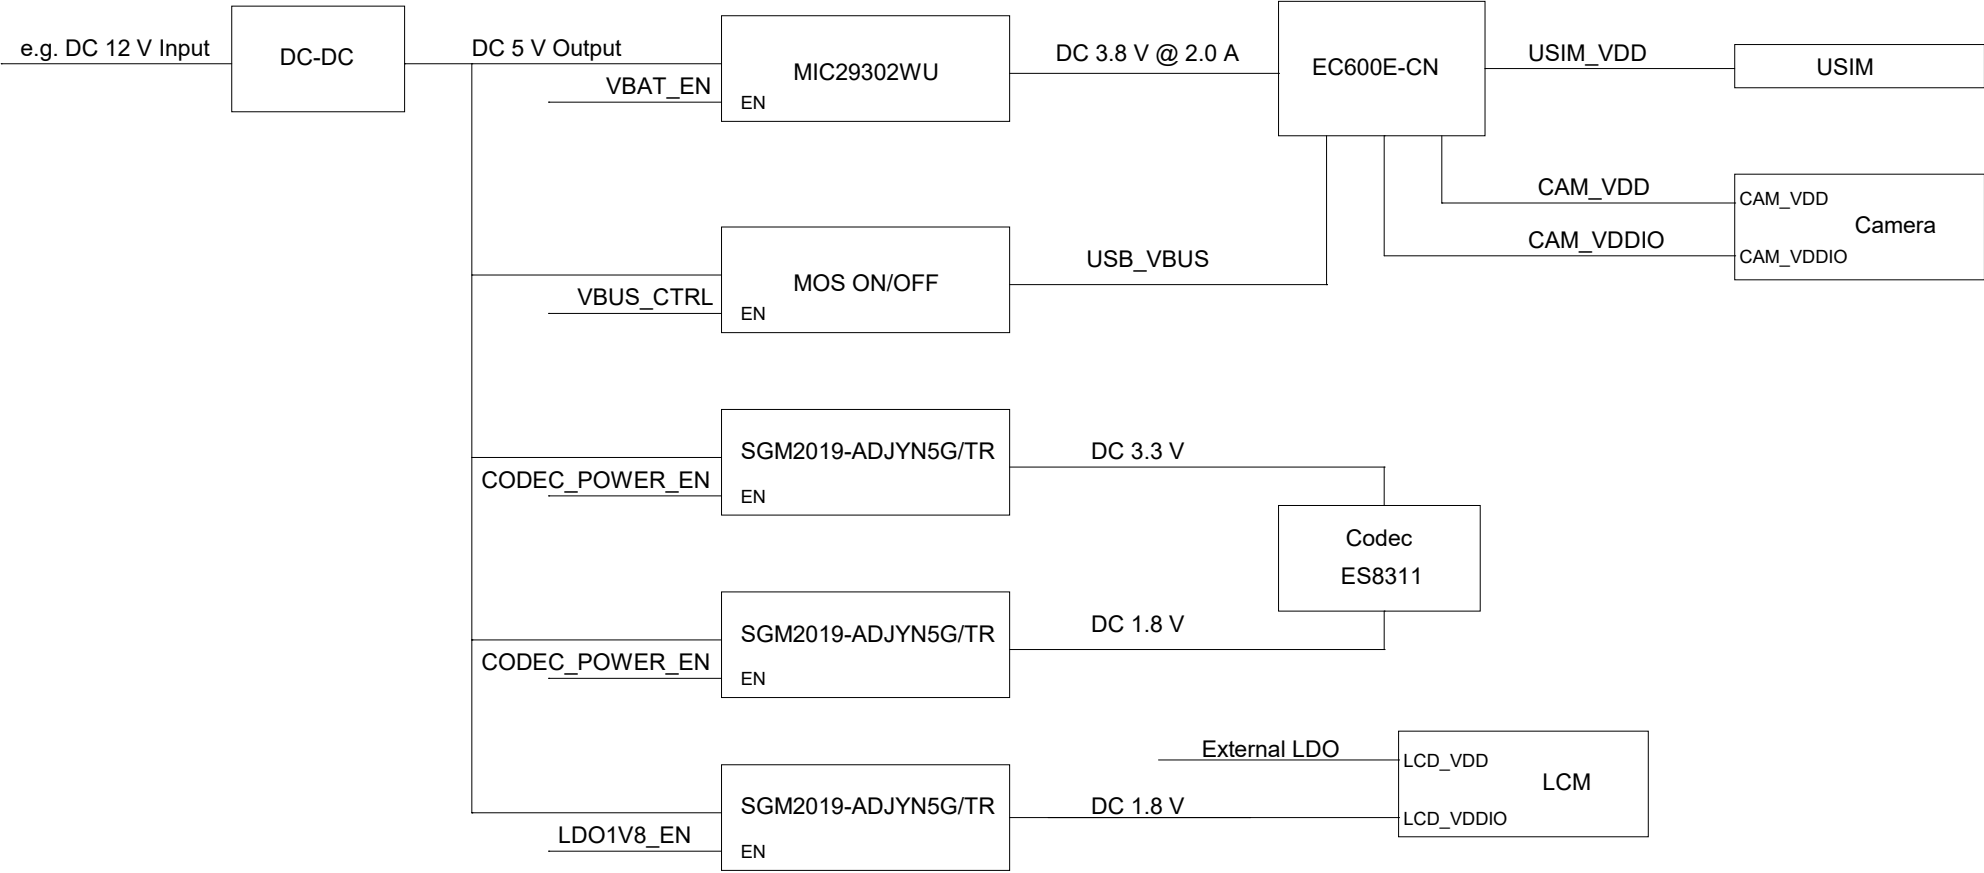 e.g. DC 12 V Input
DC-DC
DC 5 V Output
VBAT_EN
EN
MIC29302WU
DC 3.8 V @ 2.0 A
EC600E-CN
USIM_VDD
USIM
CAM_VDD
CAM_VDD
Camera
CAM_VDDIO
CAM_VDDIO
VBUS_CTRL
EN
MOS ON/OFF
USB_VBUS
SGM2019-ADJYN5G/TR
CODEC_POWER_EN
EN
DC 3.3 V
Codec
ES8311
SGM2019-ADJYN5G/TR
CODEC_POWER_EN
EN
DC 1.8 V
External LDO
LCD_VDD
LCM
SGM2019-ADJYN5G/TR
LDO1V8_EN
EN
DC 1.8 V
LCD_VDDIO